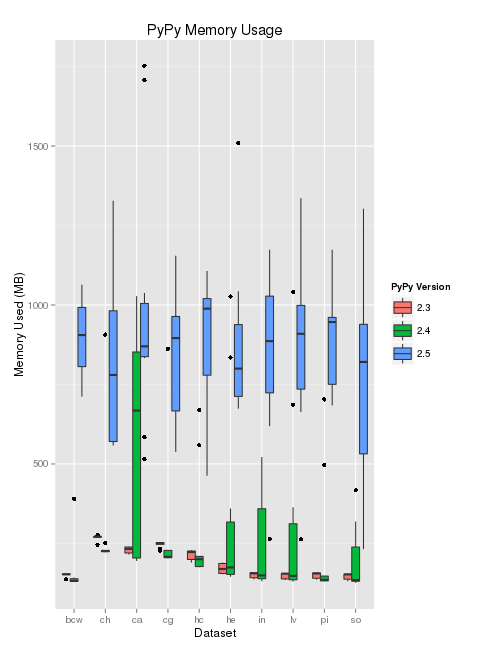 PyPy Memory Usage
1500
1000
500
Memory Used (MB)
PyPy Version
2.3
2.4
2.5
bcw ch ca cg hc he in lv pi so
Dataset